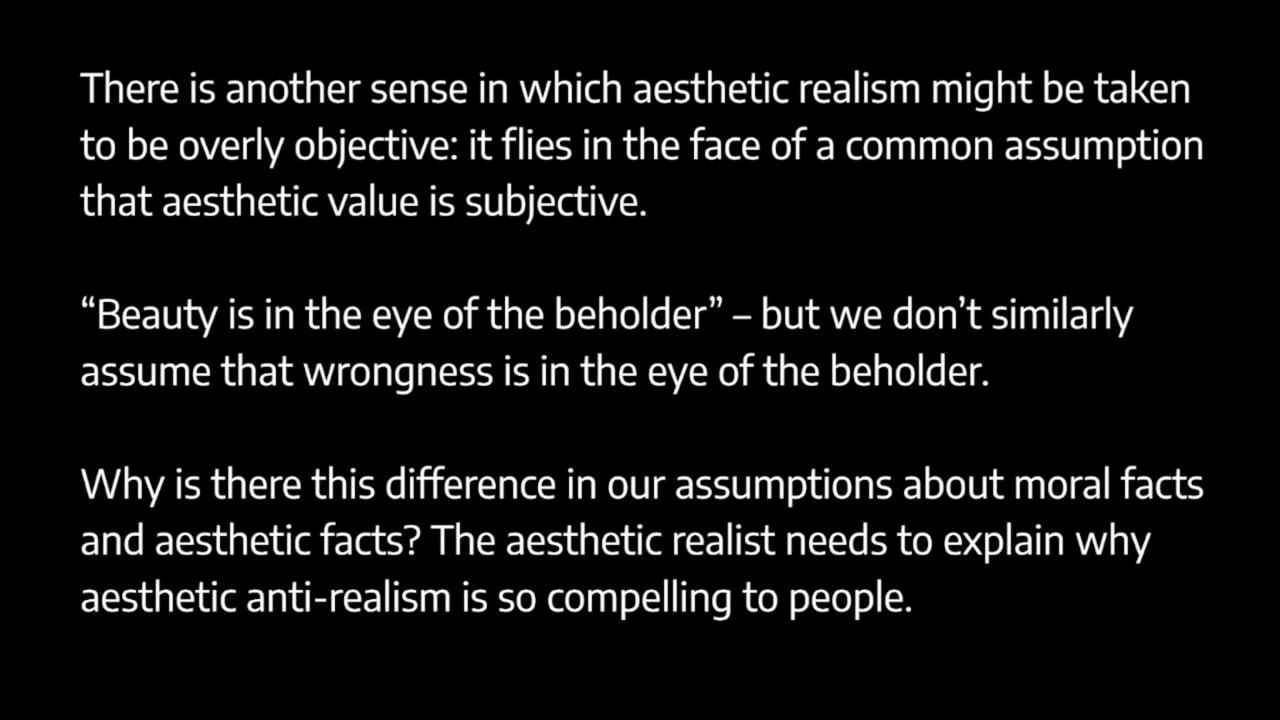 There is another sense in which aesthetic realism might be taken
to be overly objective: it flies in the face of a common assumption
that aesthetic value is subjective.
“Beauty is in the eye of the beholder” – but we don’t similarly
assume that wrongness is in the eye of the beholder.
Why is there this difference in our assumptions about moral facts
and aesthetic facts? The aesthetic realist needs to explain why
aesthetic anti-realism is so compelling to people.